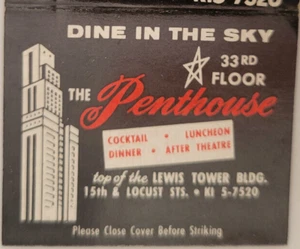 DINE IN THE SKY
33RD
FLOOR
THE Penthouse
COCKTAIL • LUNCHEON
DINNER • AFTER THEATRE
top of the LEWIS TOWER BLDG.
15th & LOCUST STS. • KI 5-7520
Please Close Cover Before Striking